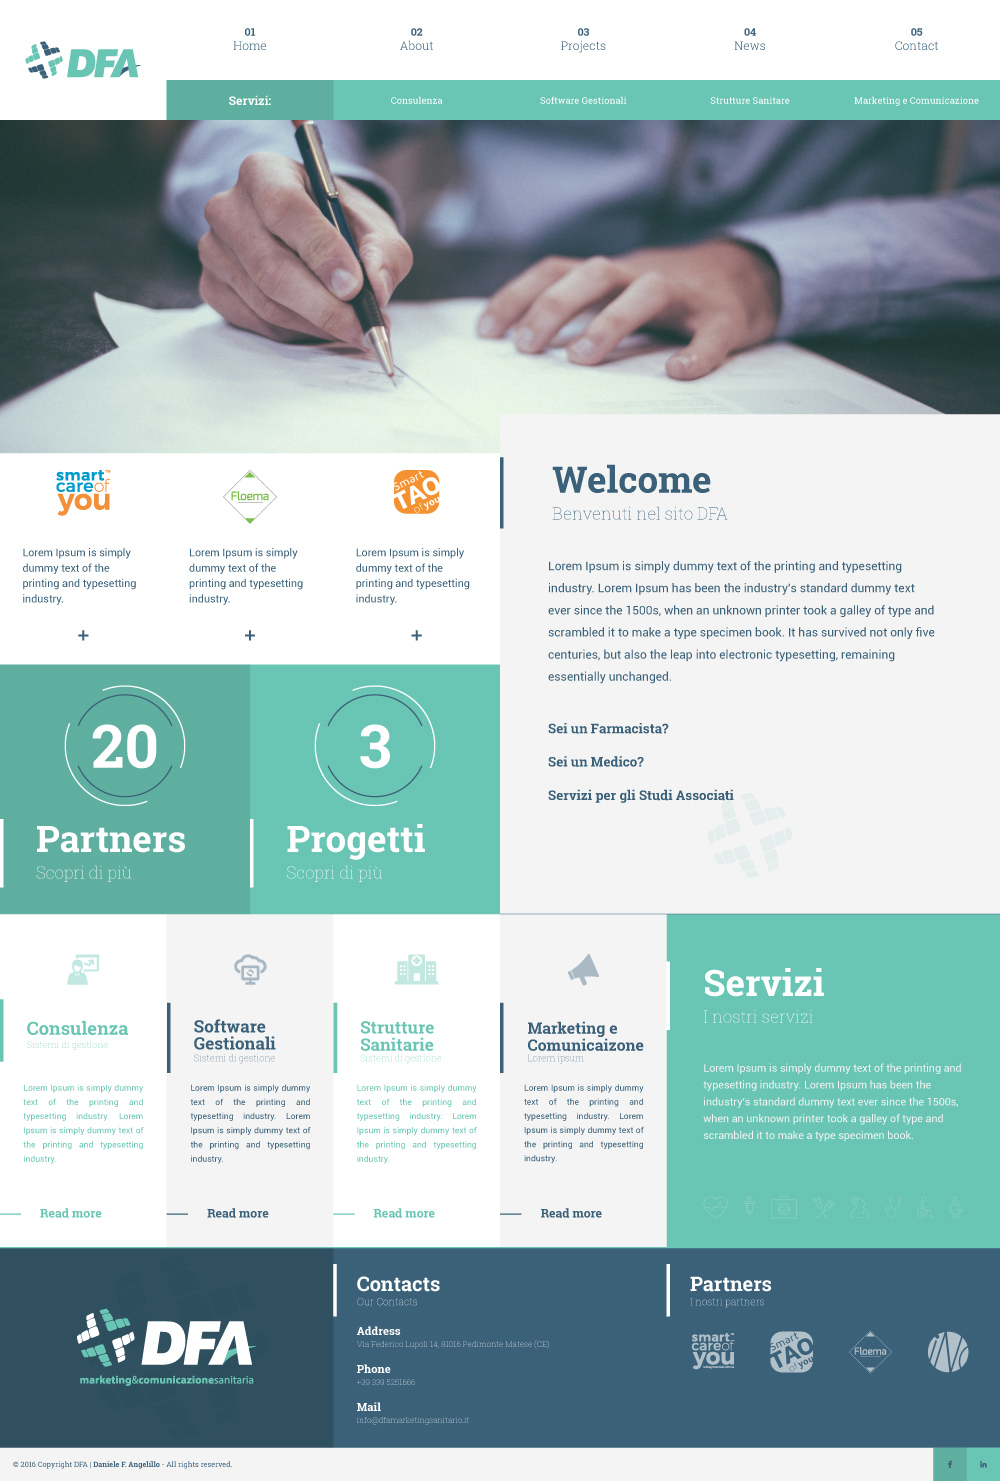 DFA
01
Home
02
About
03
Projects
04
News
05
Contact
Servizi:
Consulenza
Software Gestionali
Strutture Sanitare
Marketing e Comunicazione
smart
care of
you
Floema
Smart
TAO
of you
Lorem Ipsum is simply
dummy text of the
printing and typesetting
industry.
+
Lorem Ipsum is simply
dummy text of the
printing and typesetting
industry.
+
Lorem Ipsum is simply
dummy text of the
printing and typesetting
industry.
+
Welcome
Benvenuti nel sito DFA
Lorem Ipsum is simply dummy text of the printing and typesetting
industry. Lorem Ipsum has been the industry's standard dummy text
ever since the 1500s, when an unknown printer took a galley of type and
scrambled it to make a type specimen book. It has survived not only five
centuries, but also the leap into electronic typesetting, remaining
essentially unchanged.
Sei un Farmacista?
Sei un Medico?
Servizi per gli Studi Associati
20
Partners
Scopri di più
3
Progetti
Scopri di più
Consulenza
Sistemi di gestione
Lorem Ipsum is simply dummy
text of the printing and
typesetting industry. Lorem
Ipsum is simply dummy text of
the printing and typesetting
industry.
Read more
Software
Gestionali
Sistemi di gestione
Lorem Ipsum is simply dummy
text of the printing and
typesetting industry. Lorem
Ipsum is simply dummy text of
the printing and typesetting
industry.
Read more
Strutture
Sanitarie
Sistemi di gestione
Lorem Ipsum is simply dummy
text of the printing and
typesetting industry. Lorem
Ipsum is simply dummy text of
the printing and typesetting
industry.
Read more
Marketing e
Comunicaizone
Lorem ipsum
Lorem Ipsum is simply dummy
text of the printing and
typesetting industry. Lorem
Ipsum is simply dummy text of
the printing and typesetting
industry.
Read more
Servizi
I nostri servizi
Lorem Ipsum is simply dummy text of the printing and
typesetting industry. Lorem Ipsum has been the
industry's standard dummy text ever since the 1500s,
when an unknown printer took a galley of type and
scrambled it to make a type specimen book.
DFA
marketing&comunicazionesanitaria
Contacts
Our Contacts
Address
Via Federico Lupoli 14, 81016 Pedimonte Matese (CE)
Phone
+39 339 5251666
Mail
info@dfamarketingsanitario.it
Partners
I nostri partners
smart
care of
you
Smart
TAO
of you
Floema
© 2016 Copyright DFA | Daniele F. Angelillo - All rights reserved.
f
in